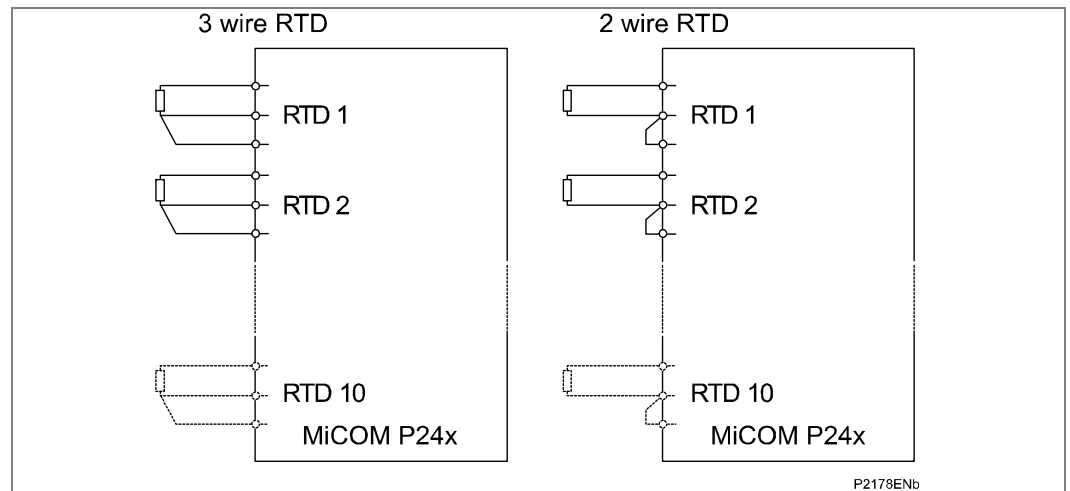 3 wire RTD
2 wire RTD
RTD 1
RTD 1
RTD 2
RTD 2
RTD 10
RTD 10
MiCOM P24x
MiCOM P24x
P2178ENb